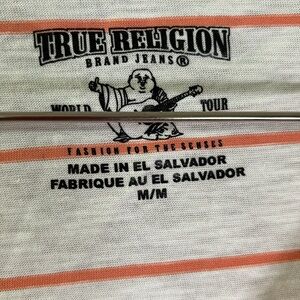 TRUE RELIGION
BRAND JEANS®
WORLD TOUR
FASHION FOR THE SENSES
MADE IN EL SALVADOR
FABRIQUE AU EL SALVADOR
M/M